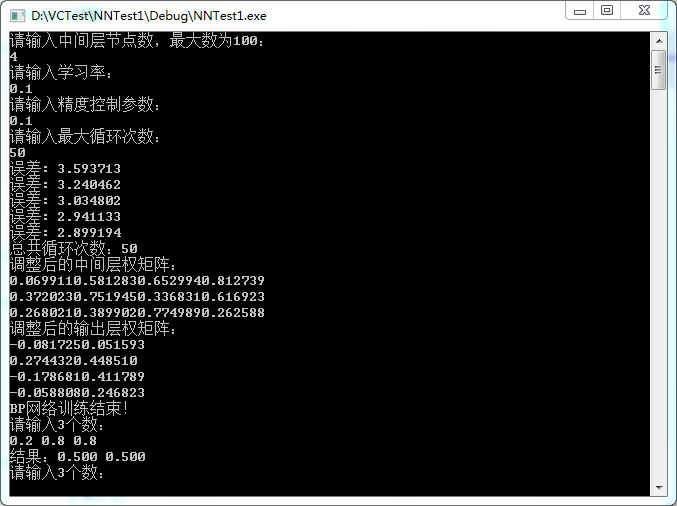 D:\VCTest\NNTest1\Debug\NNTest1.exe
请输入中间层节点数，最大数为100：
4
请输入学习率：
0.1
请输入精度控制参数：
0.1
请输入最大循环次数：
50
误差：3.593713
误差：3.240462
误差：3.034802
误差：2.941133
误差：2.899194
总共循环次数：50
调整后的中间层权矩阵：
0.0699110.5812830.6529940.812739
0.3720230.7519450.3368310.616923
0.2680210.3899020.7749890.262588
调整后的输出层权矩阵：
-0.0817250.051593
0.2744320.448510
-0.1786810.411789
-0.0588080.246823
BP网络训练结束！
请输入3个数：
0.2 0.8 0.8
结果：0.500 0.500
请输入3个数：